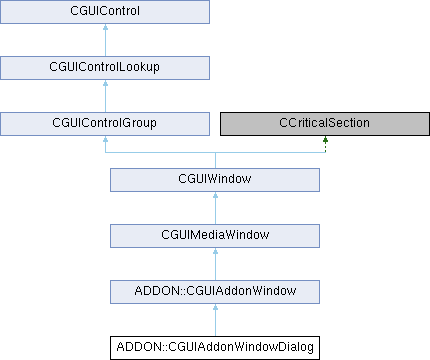 CGUIControl
CGUIControlLookup
CGUIControlGroup
CCriticalSection
CGUIWindow
CGUIMediaWindow
ADDON::CGUIAddonWindow
ADDON::CGUIAddonWindowDialog